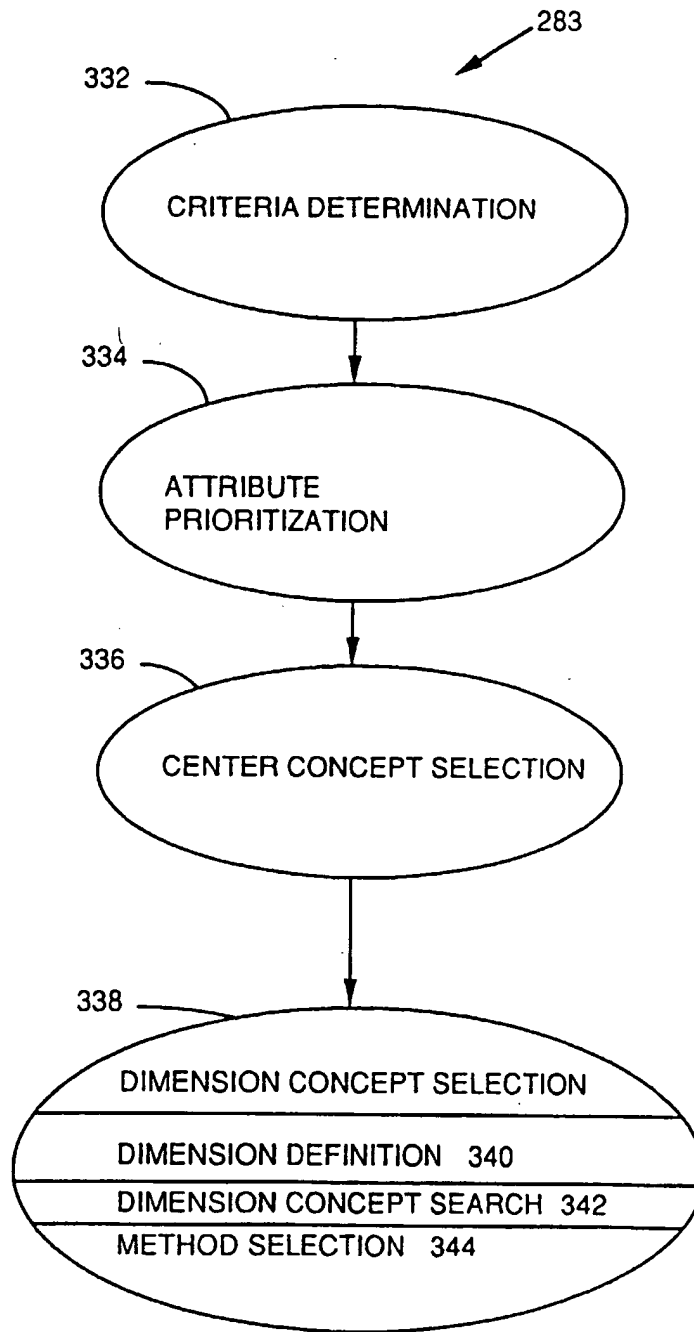 283
332
CRITERIA DETERMINATION
334
ATTRIBUTE
PRIORITIZATION
336
CENTER CONCEPT SELECTION
338
DIMENSION CONCEPT SELECTION
DIMENSION DEFINITION 340
DIMENSION CONCEPT SEARCH 342
METHOD SELECTION 344